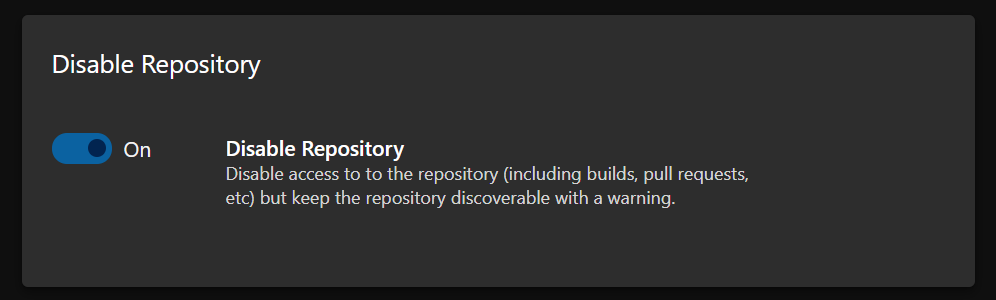 Disable Repository
On
Disable Repository
Disable access to to the repository (including builds, pull requests,
etc) but keep the repository discoverable with a warning.